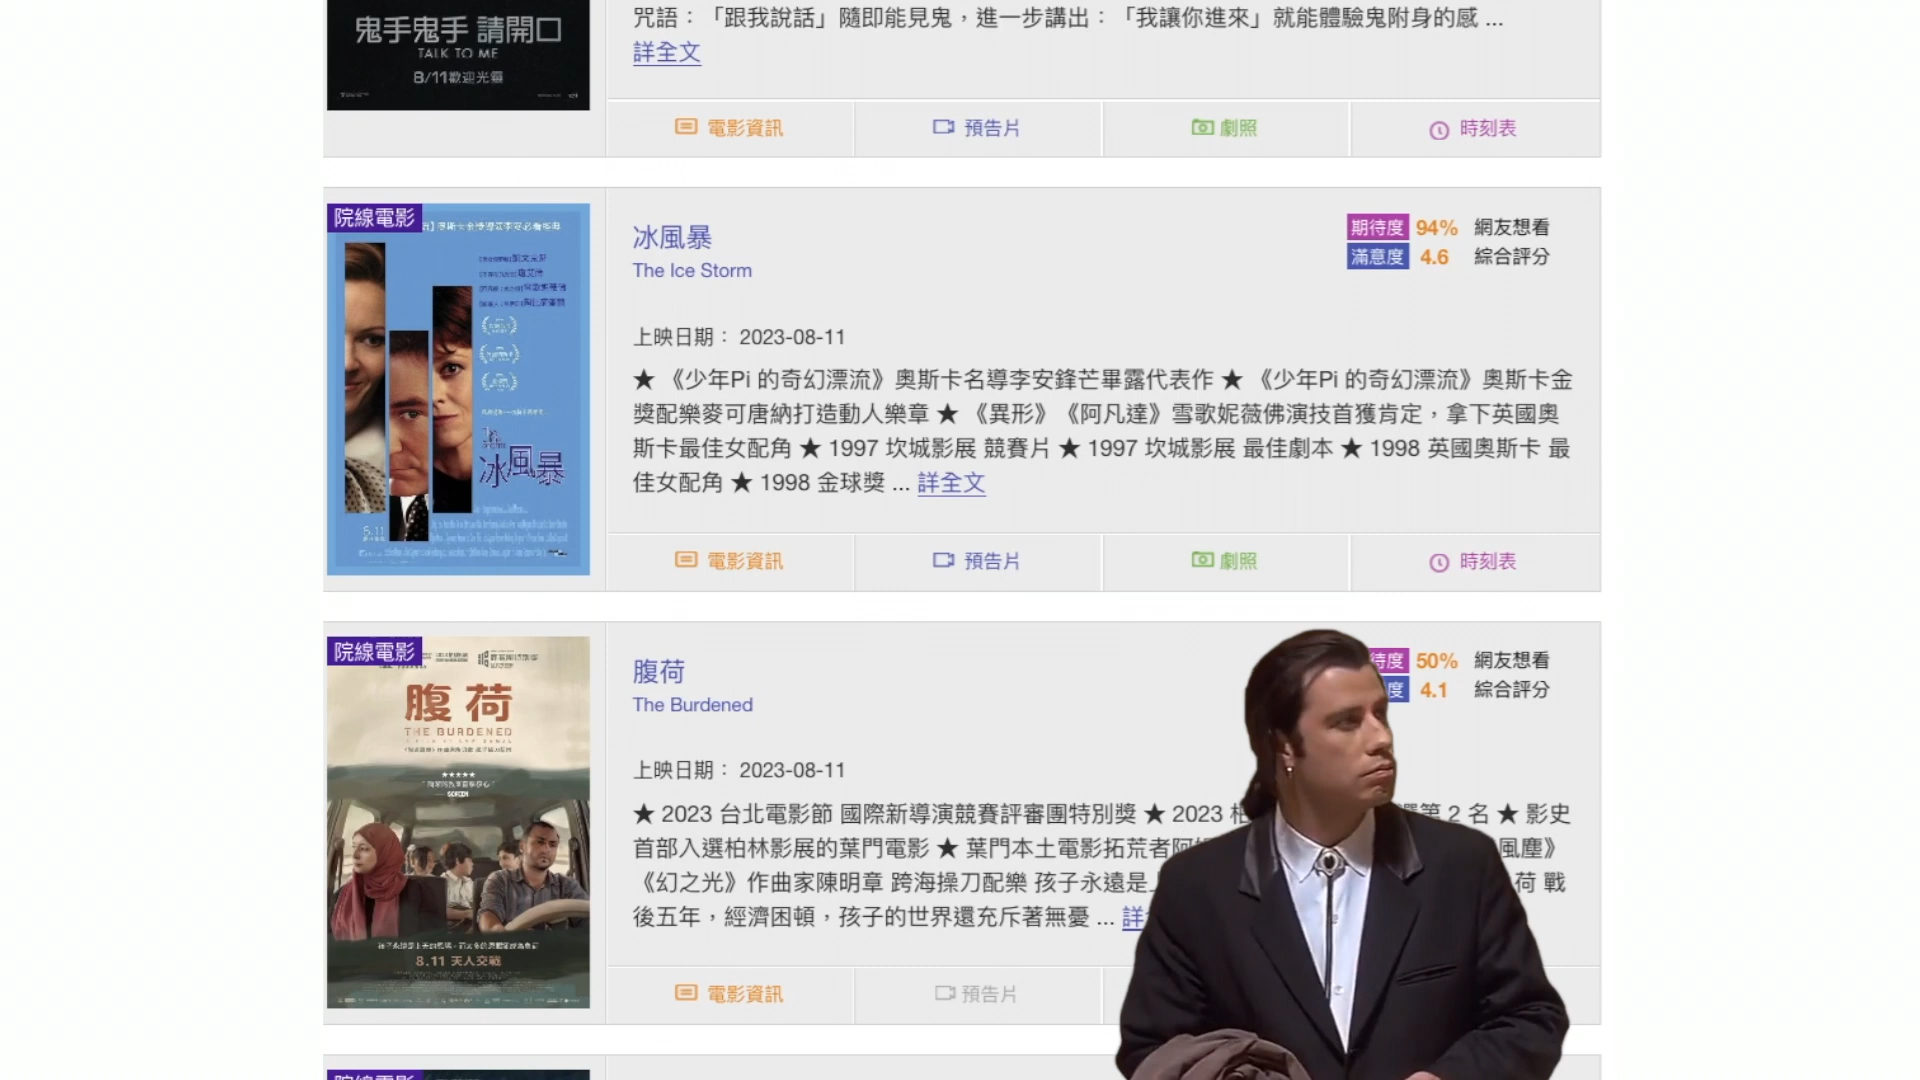 鬼手鬼手 請開口
TALK TO ME
8/11歡迎光臨
咒語：「跟我說話」隨即能見鬼，進一步講出：「我讓你進來」就能體驗鬼附身的感 ...
詳全文
電影資訊
預告片
劇照
時刻表
院線電影
冰風暴
8.11
冰風暴
The Ice Storm
期待度 94% 網友想看
滿意度 4.6 綜合評分
上映日期： 2023-08-11
★ 《少年Pi 的奇幻漂流》奧斯卡名導李安鋒芒畢露代表作 ★ 《少年Pi 的奇幻漂流》奧斯卡金
獎配樂麥可唐納打造動人樂章 ★ 《異形》《阿凡達》雪歌妮薇佛演技首獲肯定，拿下英國奧
斯卡最佳女配角 ★ 1997 坎城影展 競賽片 ★ 1997 坎城影展 最佳劇本 ★ 1998 英國奧斯卡 最
佳女配角 ★ 1998 金球獎 ... 詳全文
電影資訊
預告片
劇照
時刻表
院線電影
腹荷
THE BURDENED
8.11 天人交戰
腹荷
The Burdened
待度 50% 網友想看
度 4.1 綜合評分
上映日期： 2023-08-11
★ 2023 台北電影節 國際新導演競賽評審團特別獎 ★ 2023 第 2 名 ★ 影史
首部入選柏林影展的葉門電影 ★ 葉門本土電影拓荒者阿 風塵》
《幻之光》作曲家陳明章 跨海操刀配樂 孩子永遠是 荷 戰
後五年，經濟困頓，孩子的世界還充斥著無憂 ... 詳
電影資訊
預告片
院線電影